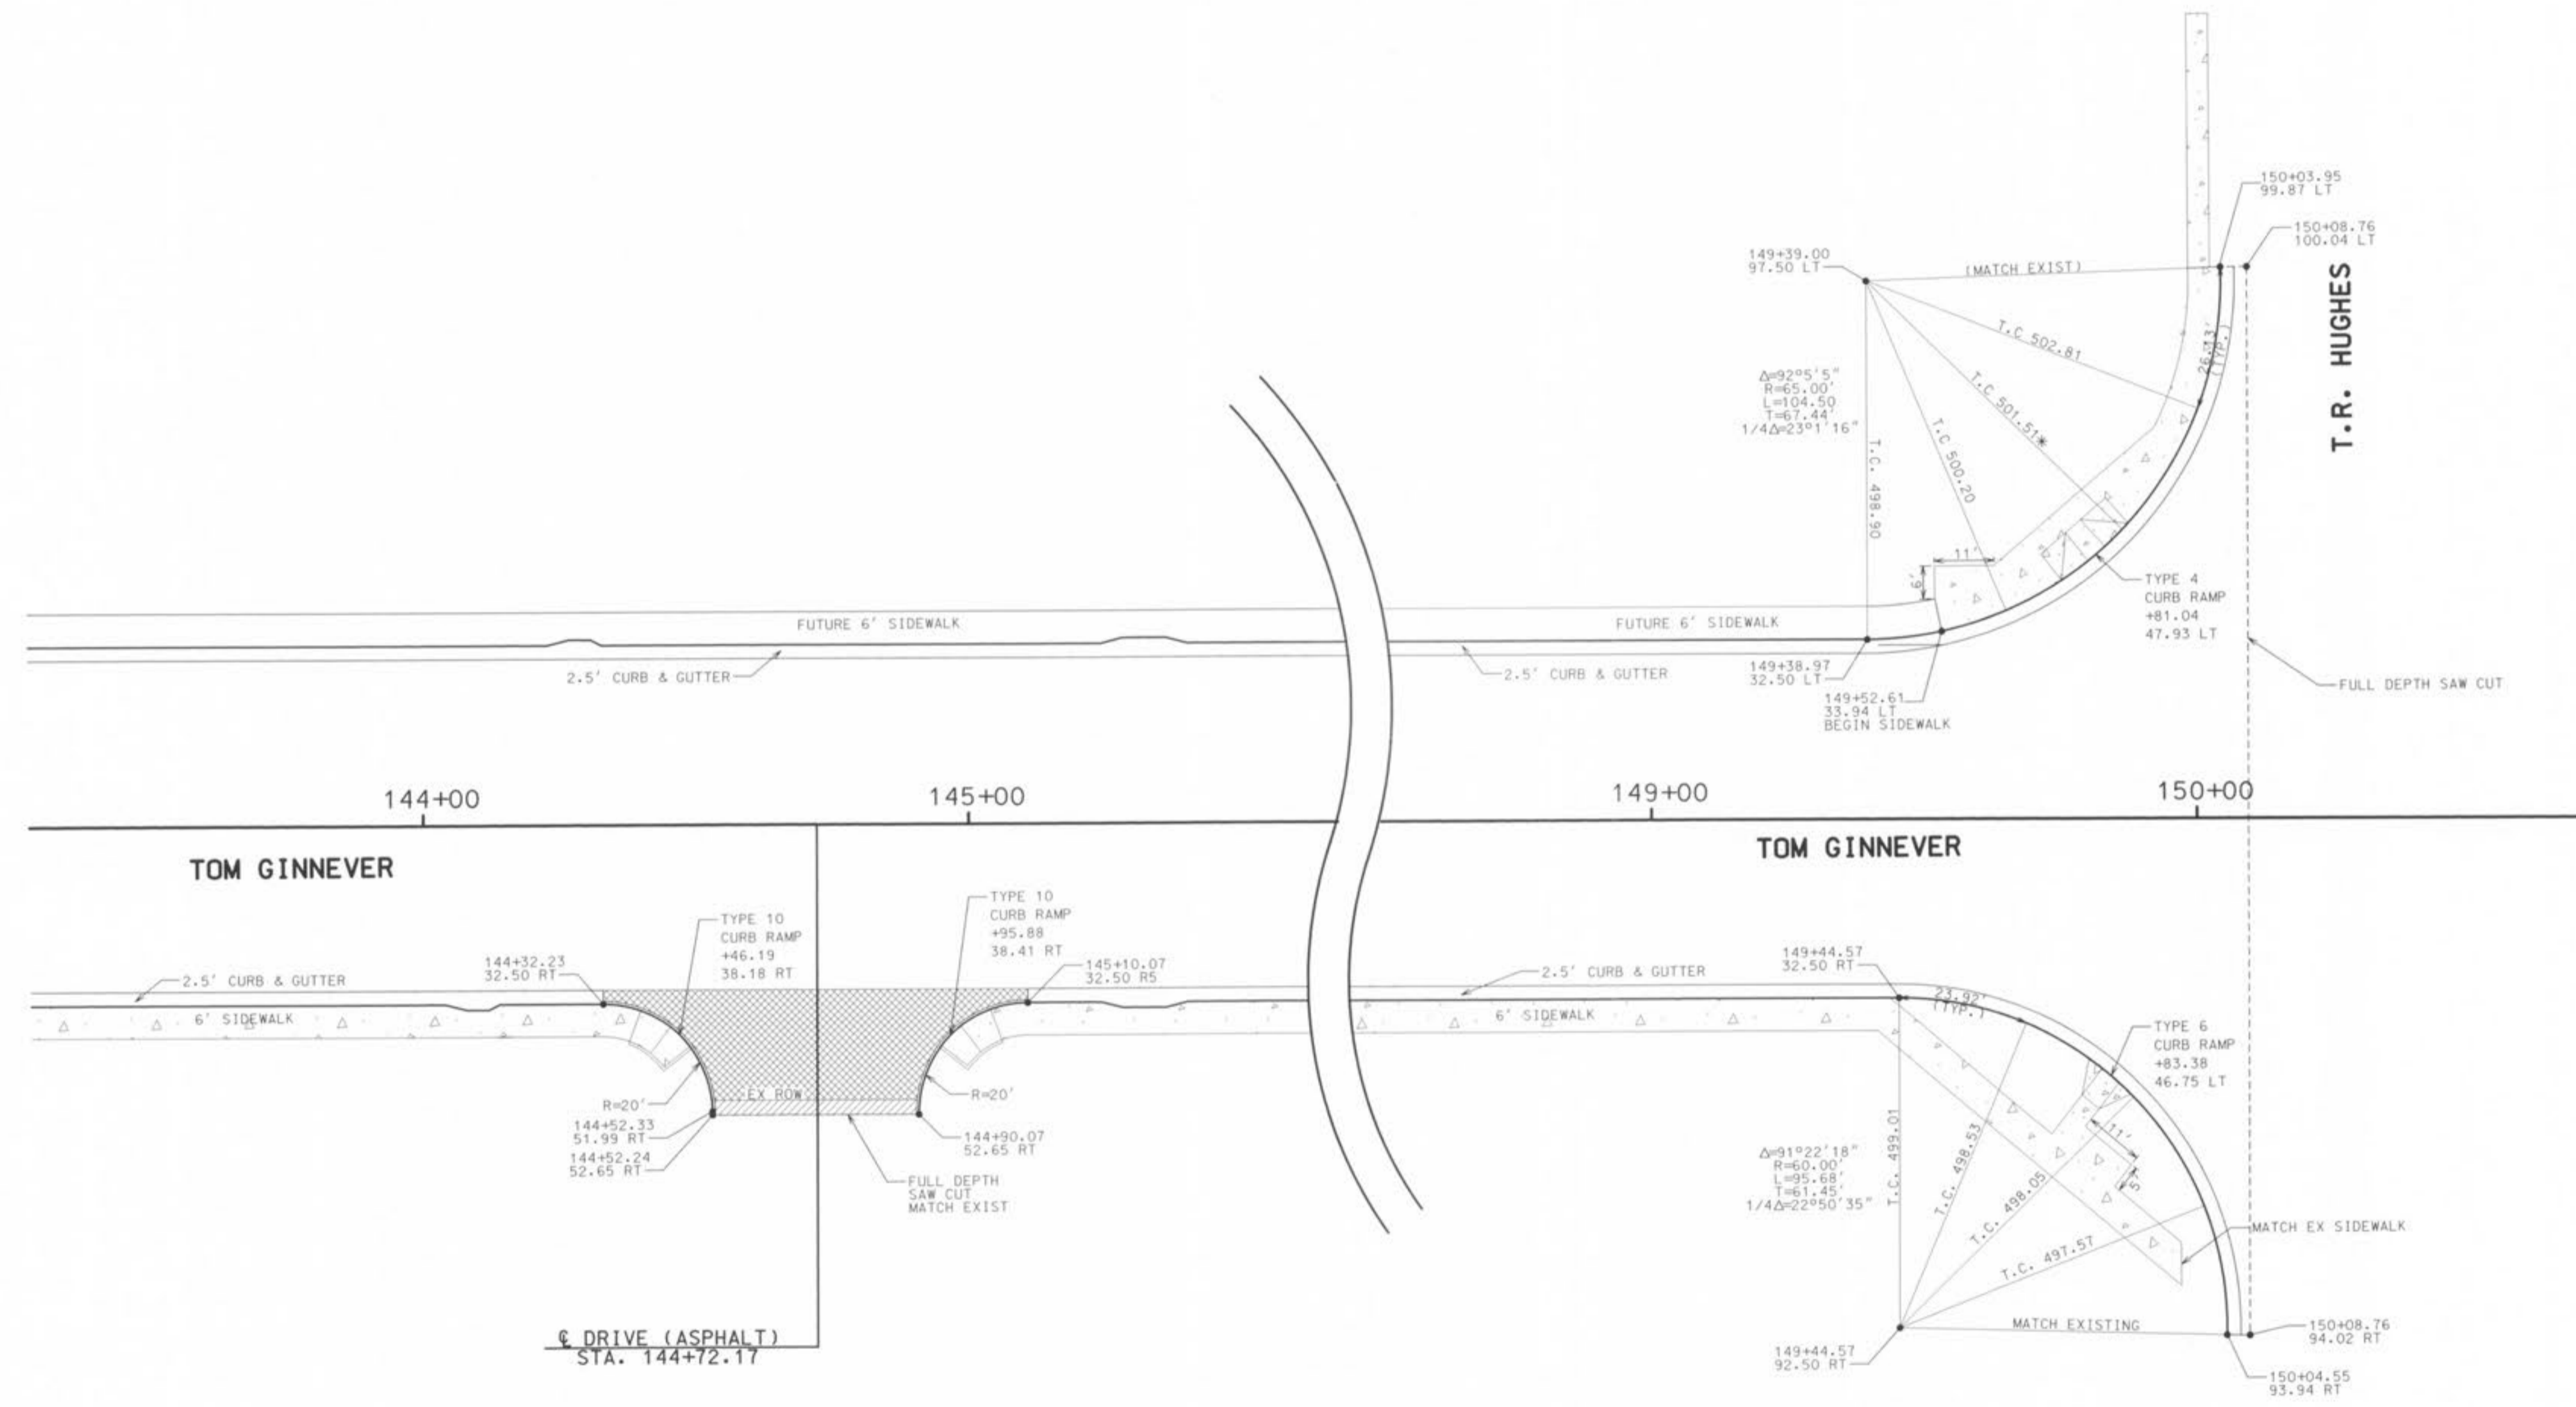 150+03.95
99.87 LT
150+08.76
100.04 LT
149+39.00
97.50 LT
(MATCH EXIST)
T.R. HUGHES
T.C 502.81
26.13'
(TYP.)
T.C 501.51*
T.C 500.20
T.C. 498.90
Δ=92°5'5"
R=65.00'
L=104.50
T=67.44'
1/4Δ=23°1'16"
11'
6'
TYPE 4
CURB RAMP
+81.04
47.93 LT
FUTURE 6' SIDEWALK
FUTURE 6' SIDEWALK
2.5' CURB & GUTTER
2.5' CURB & GUTTER
149+38.97
32.50 LT
149+52.61
33.94 LT
BEGIN SIDEWALK
FULL DEPTH SAW CUT
144+00
145+00
149+00
150+00
TOM GINNEVER
TOM GINNEVER
TYPE 10
CURB RAMP
+46.19
38.18 RT
TYPE 10
CURB RAMP
+95.88
38.41 RT
144+32.23
32.50 RT
145+10.07
32.50 R5
2.5' CURB & GUTTER
2.5' CURB & GUTTER
149+44.57
32.50 RT
6' SIDEWALK
6' SIDEWALK
23.92'
(TYP.)
TYPE 6
CURB RAMP
+83.38
46.75 LT
EX ROW
R=20'
R=20'
144+52.33
51.99 RT
144+52.24
52.65 RT
144+90.07
52.65 RT
FULL DEPTH
SAW CUT
MATCH EXIST
Δ=91°22'18"
R=60.00'
L=95.68'
T=61.45'
1/4Δ=22°50'35"
T.C. 499.01
T.C. 498.53
T.C. 498.05
T.C. 497.57
11'
5'
MATCH EX SIDEWALK
MATCH EXISTING
150+08.76
94.02 RT
149+44.57
92.50 RT
150+04.55
93.94 RT
℄ DRIVE (ASPHALT)
STA. 144+72.17